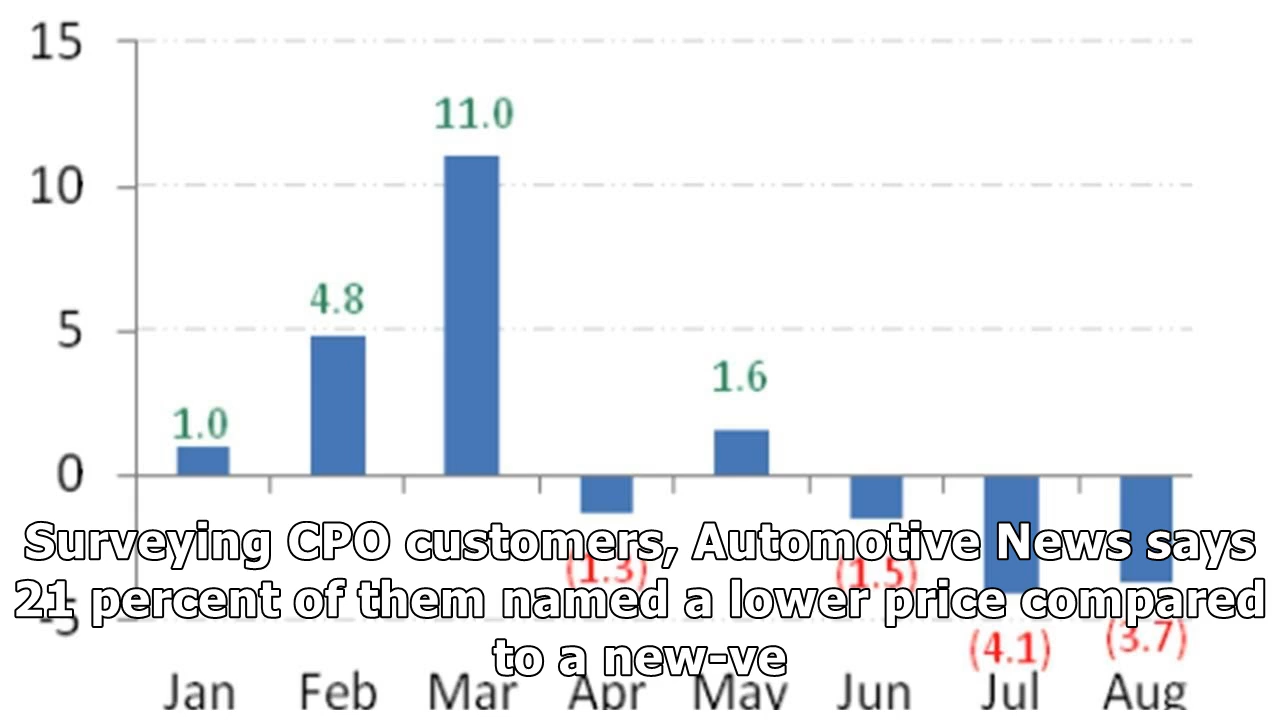 15
11.0
10
4.8
5
1.6
1.0
0
Surveying CPO customers, Automotive News says
(1.3) (1.5)
21 percent of them named a lower price compared
-5
(4.1) (3.7)
to a new-ve
Jan Feb Mar Apr May Jun Jul Aug